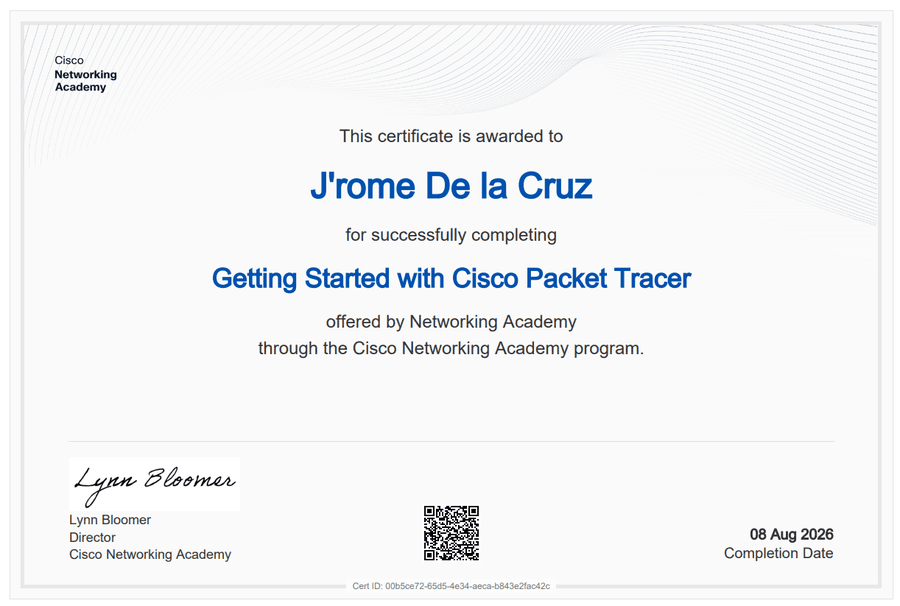 Cisco
Networking
Academy
This certificate is awarded to
J'rome De la Cruz
for successfully completing
Getting Started with Cisco Packet Tracer
offered by Networking Academy
through the Cisco Networking Academy program.
Lynn Bloomer
Lynn Bloomer
Director
Cisco Networking Academy
08 Aug 2026
Completion Date
Cert ID: 00b5ce72-65d5-4e34-aeca-b843e2fac42c